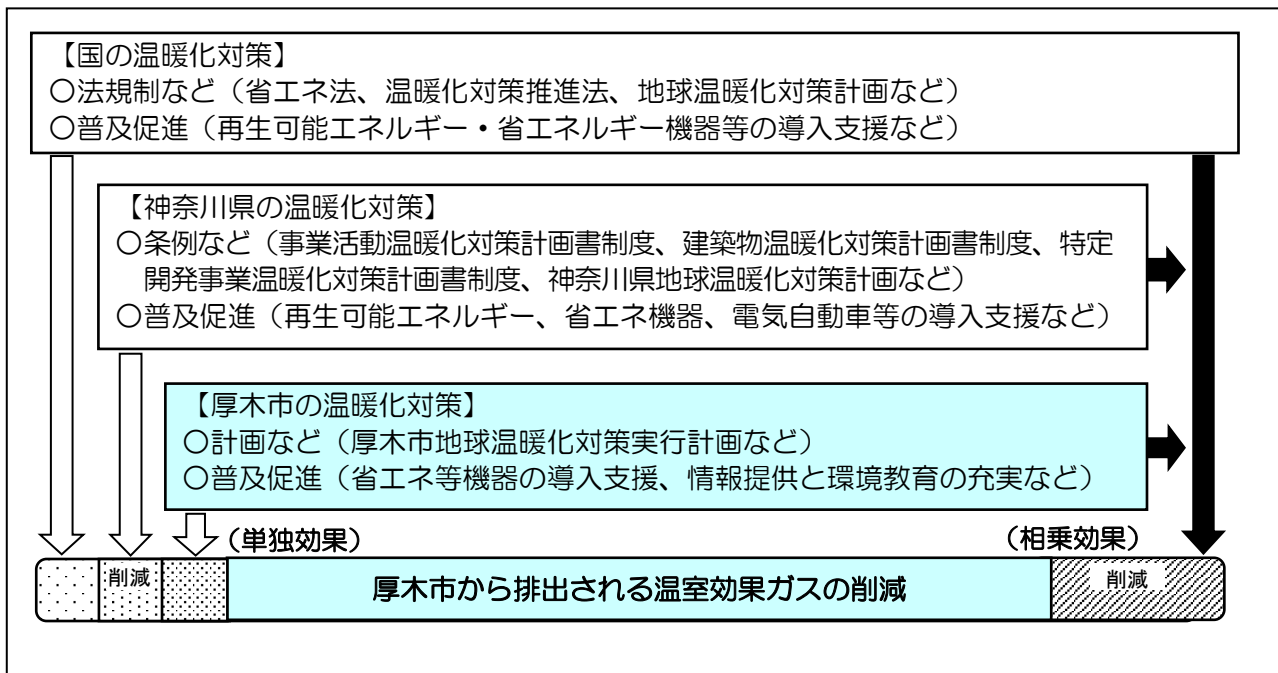 【国の温暖化対策】
○法規制など（省エネ法、温暖化対策推進法、地球温暖化対策計画など）
○普及促進（再生可能エネルギー・省エネルギー機器等の導入支援など）
【神奈川県の温暖化対策】
○条例など（事業活動温暖化対策計画書制度、建築物温暖化対策計画書制度、特定
開発事業温暖化対策計画書制度、神奈川県地球温暖化対策計画など）
○普及促進（再生可能エネルギー、省エネ機器、電気自動車等の導入支援など）
【厚木市の温暖化対策】
○計画など（厚木市地球温暖化対策実行計画など）
○普及促進（省エネ等機器の導入支援、情報提供と環境教育の充実など）
（単独効果）
（相乗効果）
削減
厚木市から排出される温室効果ガスの削減
削減